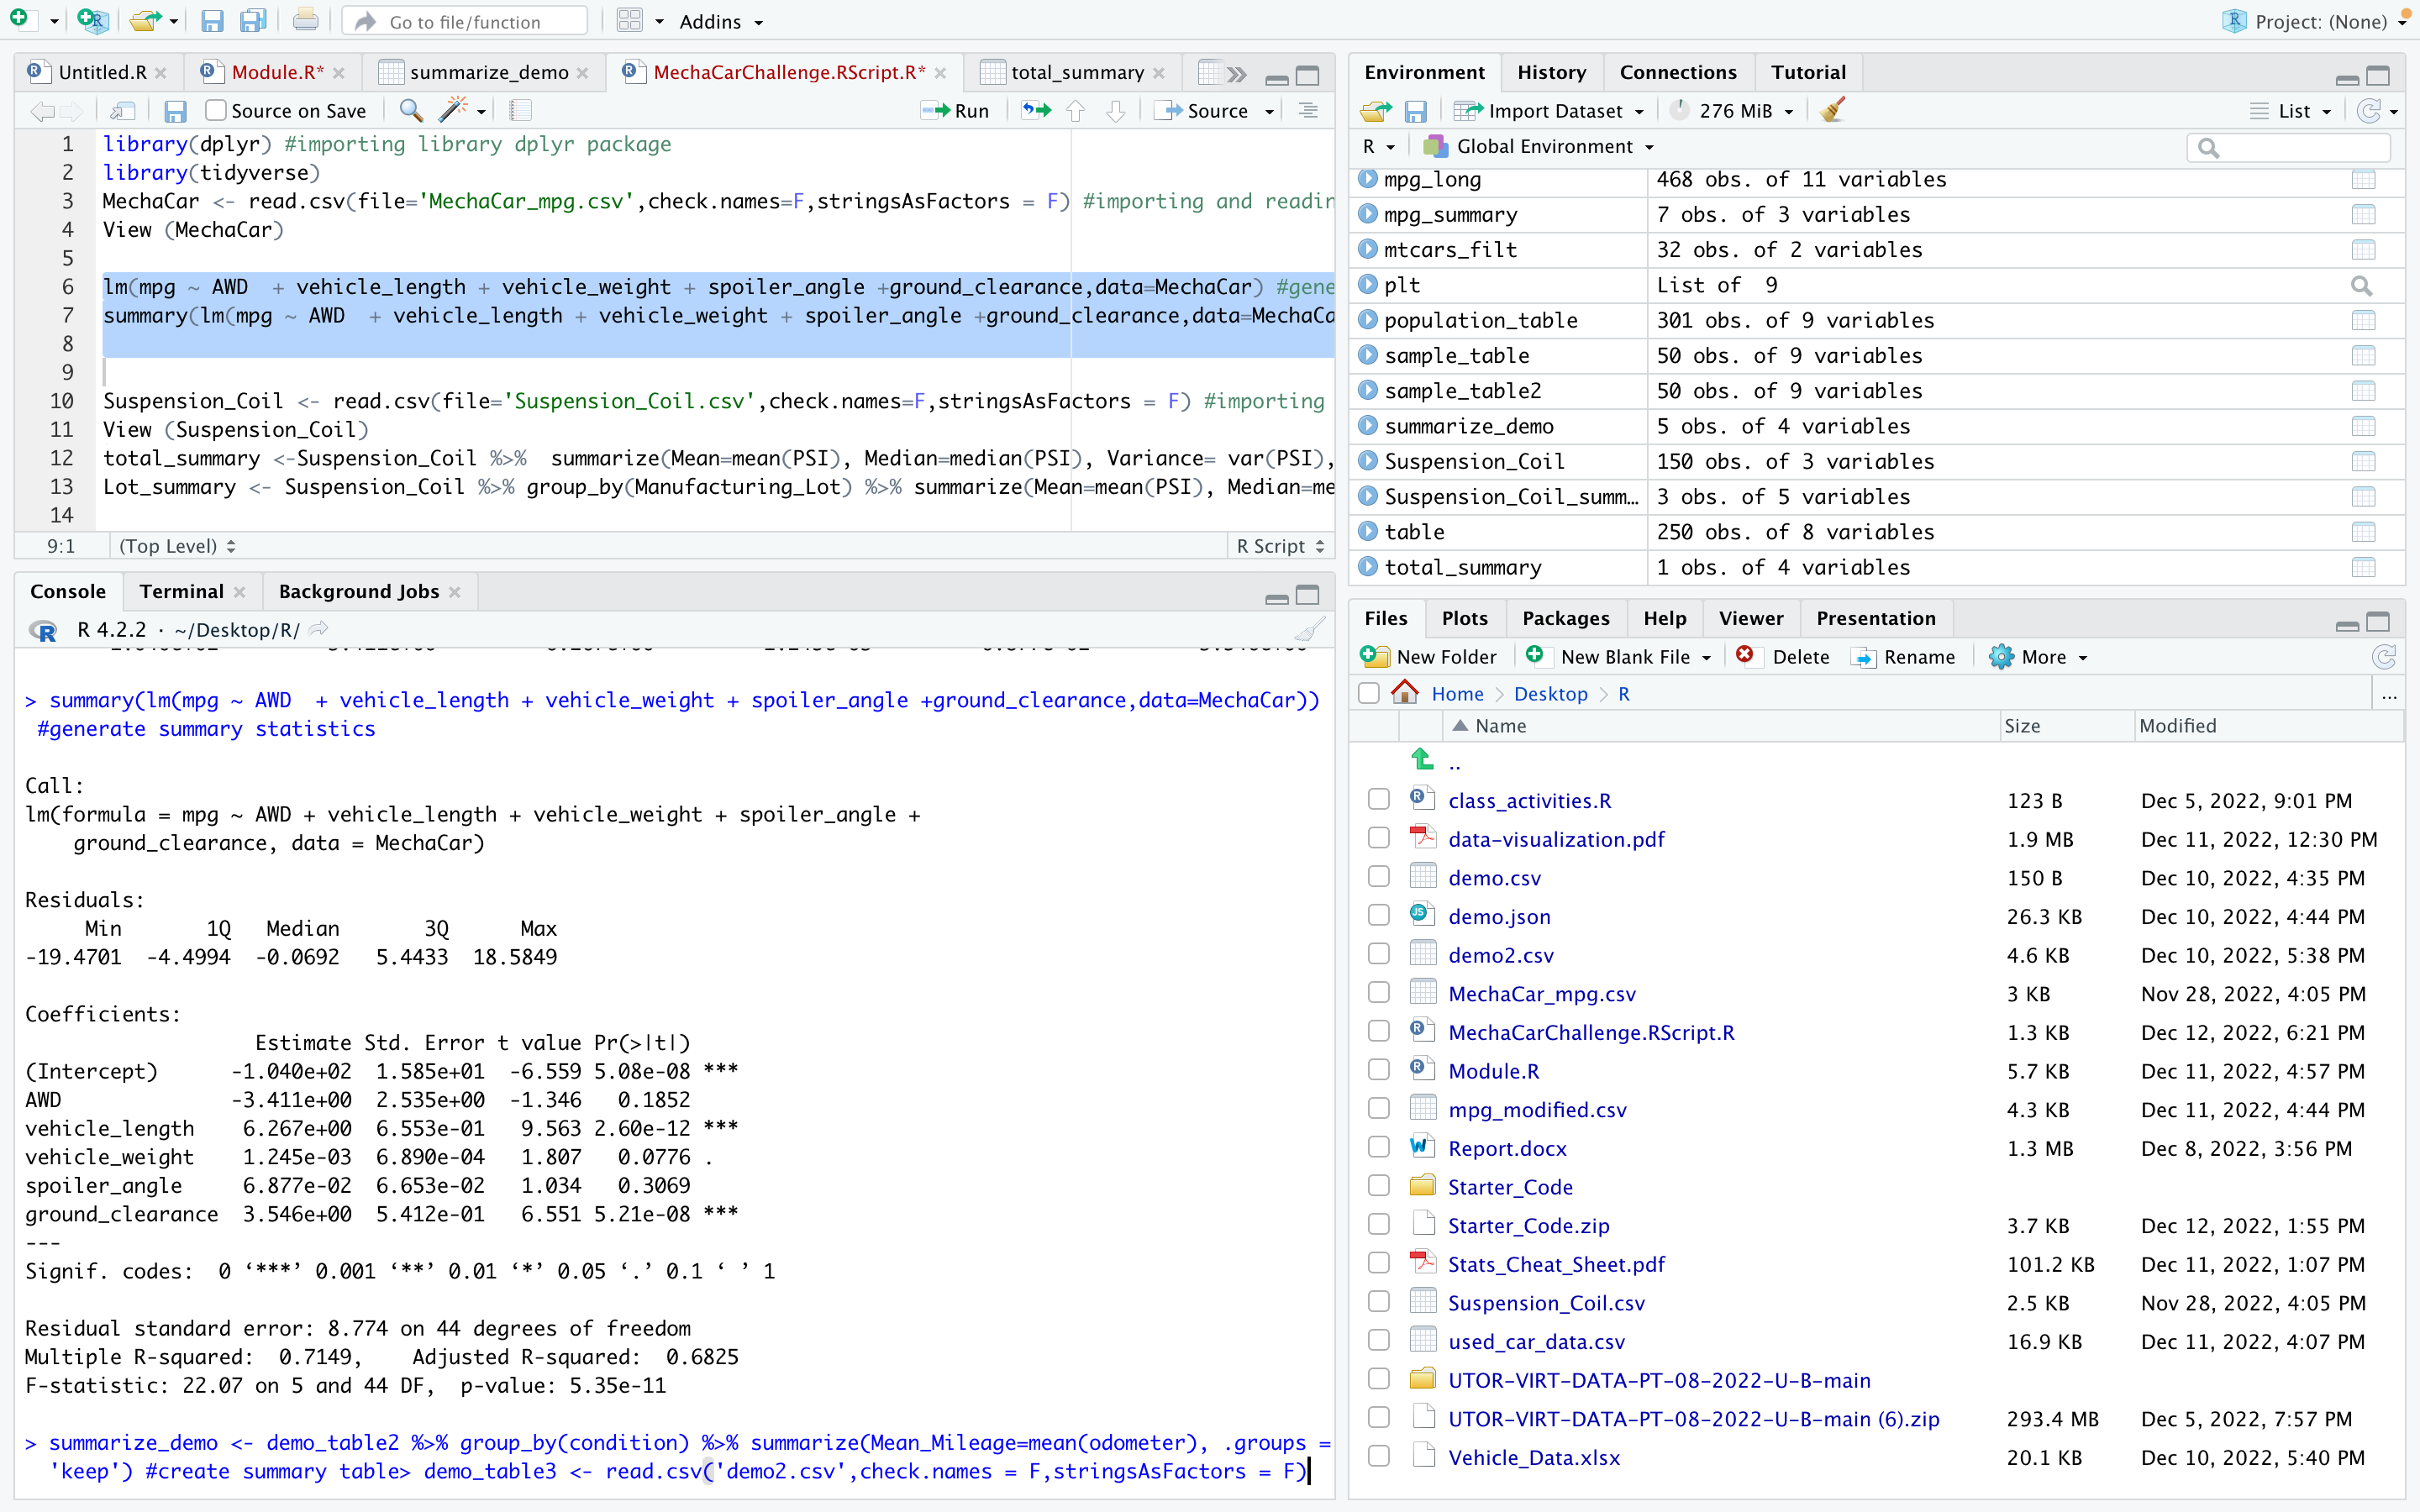 Go to file/function
Addins
Project: (None)
Untitled.R
Module.R*
summarize_demo
MechaCarChallenge.RScript.R*
total_summary
Source on Save
Run
Source
1 library(dplyr) #importing library dplyr package
2 library(tidyverse)
3 MechaCar <- read.csv(file='MechaCar_mpg.csv',check.names=F,stringsAsFactors = F) #importing and readin
4 View (MechaCar)
5
6 lm(mpg ~ AWD  + vehicle_length + vehicle_weight + spoiler_angle +ground_clearance,data=MechaCar) #gene
7 summary(lm(mpg ~ AWD  + vehicle_length + vehicle_weight + spoiler_angle +ground_clearance,data=MechaCa
8
9
10 Suspension_Coil <- read.csv(file='Suspension_Coil.csv',check.names=F,stringsAsFactors = F) #importing
11 View (Suspension_Coil)
12 total_summary <-Suspension_Coil %>%  summarize(Mean=mean(PSI), Median=median(PSI), Variance= var(PSI),
13 Lot_summary <- Suspension_Coil %>% group_by(Manufacturing_Lot) %>% summarize(Mean=mean(PSI), Median=me
14
9:1 (Top Level) R Script
Console Terminal Background Jobs
R 4.2.2 · ~/Desktop/R/
> summary(lm(mpg ~ AWD  + vehicle_length + vehicle_weight + spoiler_angle +ground_clearance,data=MechaCar))
#generate summary statistics
Call:
lm(formula = mpg ~ AWD + vehicle_length + vehicle_weight + spoiler_angle +
ground_clearance, data = MechaCar)
Residuals:
Min 1Q Median 3Q Max
-19.4701 -4.4994 -0.0692 5.4433 18.5849
Coefficients:
Estimate Std. Error t value Pr(>|t|)
(Intercept) -1.040e+02 1.585e+01 -6.559 5.08e-08 ***
AWD -3.411e+00 2.535e+00 -1.346 0.1852
vehicle_length 6.267e+00 6.553e-01 9.563 2.60e-12 ***
vehicle_weight 1.245e-03 6.890e-04 1.807 0.0776 .
spoiler_angle 6.877e-02 6.653e-02 1.034 0.3069
ground_clearance 3.546e+00 5.412e-01 6.551 5.21e-08 ***
---
Signif. codes:  0 ‘***’ 0.001 ‘**’ 0.01 ‘*’ 0.05 ‘.’ 0.1 ‘ ’ 1
Residual standard error: 8.774 on 44 degrees of freedom
Multiple R-squared:  0.7149,    Adjusted R-squared:  0.6825
F-statistic: 22.07 on 5 and 44 DF,  p-value: 5.35e-11
> summarize_demo <- demo_table2 %>% group_by(condition) %>% summarize(Mean_Mileage=mean(odometer), .groups =
'keep') #create summary table> demo_table3 <- read.csv('demo2.csv',check.names = F,stringsAsFactors = F)
Environment History Connections Tutorial
Import Dataset 276 MiB List
R Global Environment
mpg_long 468 obs. of 11 variables
mpg_summary 7 obs. of 3 variables
mtcars_filt 32 obs. of 2 variables
plt List of  9
population_table 301 obs. of 9 variables
sample_table 50 obs. of 9 variables
sample_table2 50 obs. of 9 variables
summarize_demo 5 obs. of 4 variables
Suspension_Coil 150 obs. of 3 variables
Suspension_Coil_summ… 3 obs. of 5 variables
table 250 obs. of 8 variables
total_summary 1 obs. of 4 variables
Files Plots Packages Help Viewer Presentation
New Folder New Blank File Delete Rename More
Home Desktop R ...
Name Size Modified
..
class_activities.R 123 B Dec 5, 2022, 9:01 PM
data-visualization.pdf 1.9 MB Dec 11, 2022, 12:30 PM
demo.csv 150 B Dec 10, 2022, 4:35 PM
demo.json 26.3 KB Dec 10, 2022, 4:44 PM
demo2.csv 4.6 KB Dec 10, 2022, 5:38 PM
MechaCar_mpg.csv 3 KB Nov 28, 2022, 4:05 PM
MechaCarChallenge.RScript.R 1.3 KB Dec 12, 2022, 6:21 PM
Module.R 5.7 KB Dec 11, 2022, 4:57 PM
mpg_modified.csv 4.3 KB Dec 11, 2022, 4:44 PM
Report.docx 1.3 MB Dec 8, 2022, 3:56 PM
Starter_Code
Starter_Code.zip 3.7 KB Dec 12, 2022, 1:55 PM
Stats_Cheat_Sheet.pdf 101.2 KB Dec 11, 2022, 1:07 PM
Suspension_Coil.csv 2.5 KB Nov 28, 2022, 4:05 PM
used_car_data.csv 16.9 KB Dec 11, 2022, 4:07 PM
UTOR-VIRT-DATA-PT-08-2022-U-B-main
UTOR-VIRT-DATA-PT-08-2022-U-B-main (6).zip 293.4 MB Dec 5, 2022, 7:57 PM
Vehicle_Data.xlsx 20.1 KB Dec 10, 2022, 5:40 PM